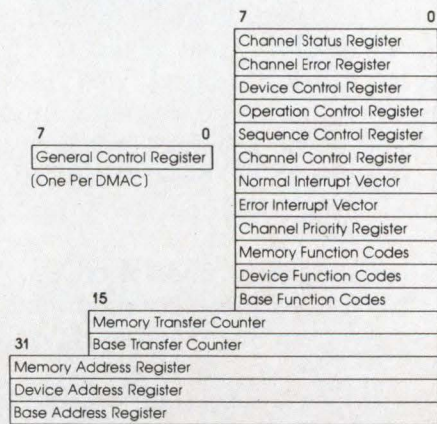 7 0
Channel Status Register
Channel Error Register
Device Control Register
Operation Control Register
Sequence Control Register
Channel Control Register
Normal Interrupt Vector
Error Interrupt Vector
Channel Priority Register
Memory Function Codes
Device Function Codes
Base Function Codes
7 0
General Control Register
(One Per DMAC)
15
Memory Transfer Counter
Base Transfer Counter
31
Memory Address Register
Device Address Register
Base Address Register